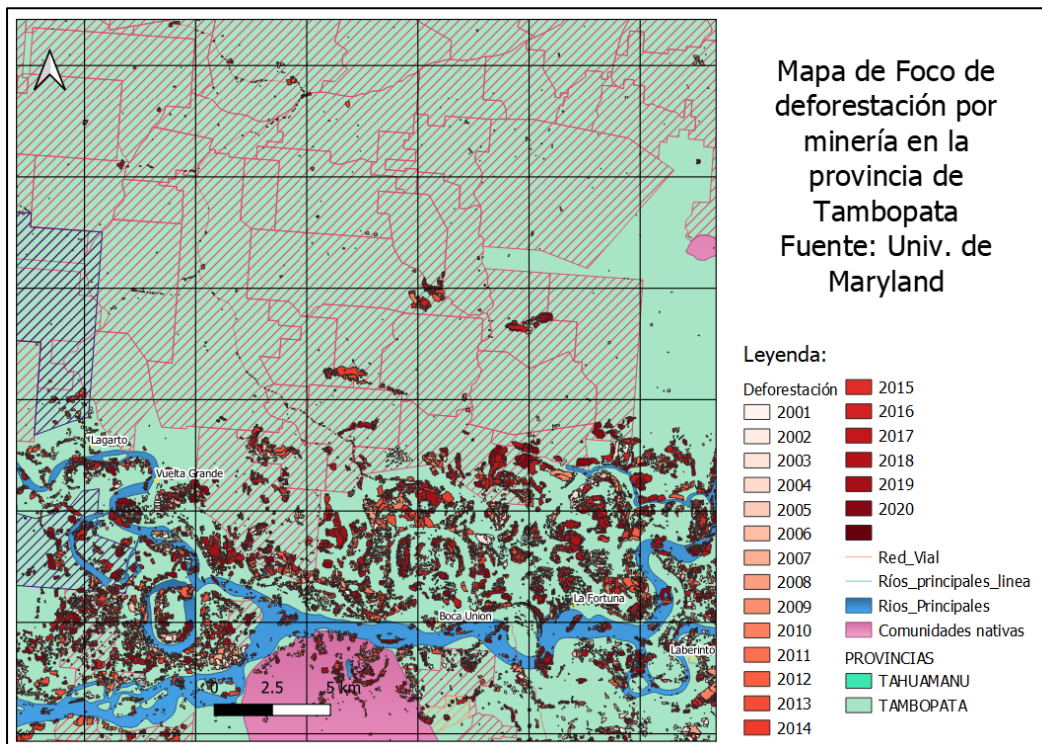 Mapa de Foco de
deforestación por
minería en la
provincia de
Tambopata
Fuente: Univ. de
Maryland
Leyenda:
Deforestación
2001
2002
2003
2004
2005
2006
2007
2008
2009
2010
2011
2012
2013
2014
2015
2016
2017
2018
2019
2020
Red_Vial
Ríos_principales_linea
Rios_Principales
Comunidades nativas
PROVINCIAS
TAHUAMANU
TAMBOPATA
Lagarto
Vuelta Grande
La Fortuna
Boca Union
Laberinto
0 2.5 5 km